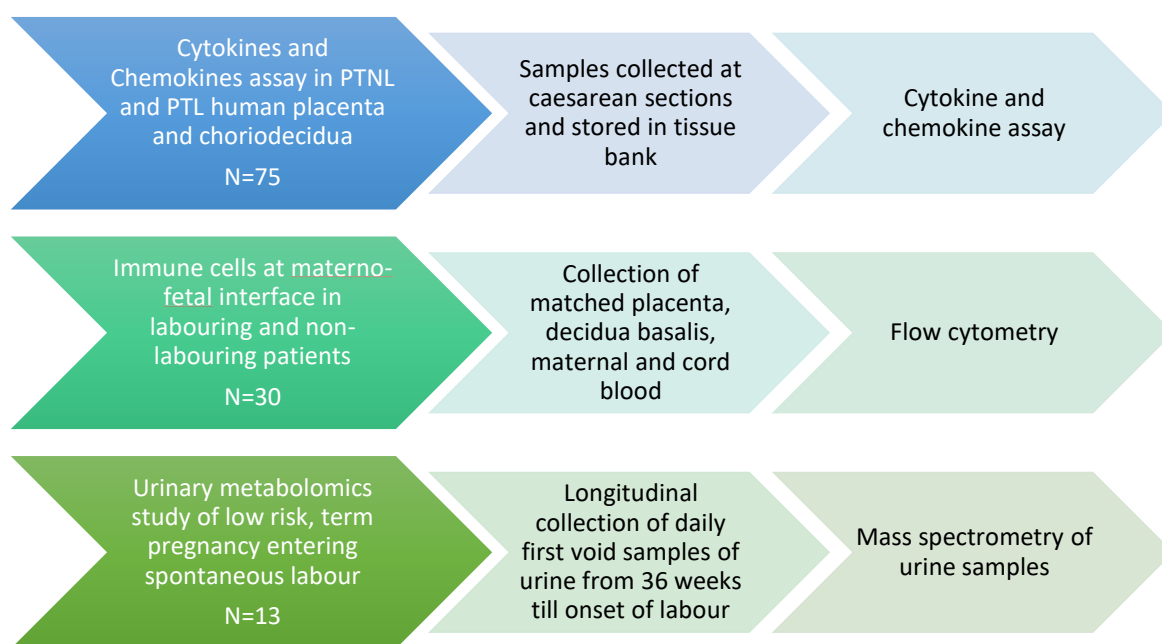 Cytokines and
Chemokines assay in PTNL
and PTL human placenta
and choriodecidua
N=75
Samples collected at
caesarean sections
and stored in tissue
bank
Cytokine and
chemokine assay
Immune cells at materno-
fetal interface in
labouring and non-
labouring patients
N=30
Collection of
matched placenta,
decidua basalis,
maternal and cord
blood
Flow cytometry
Urinary metabolomics
study of low risk, term
pregnancy entering
spontaneous labour
N=13
Longitudinal
collection of daily
first void samples of
urine from 36 weeks
till onset of labour
Mass spectrometry of
urine samples